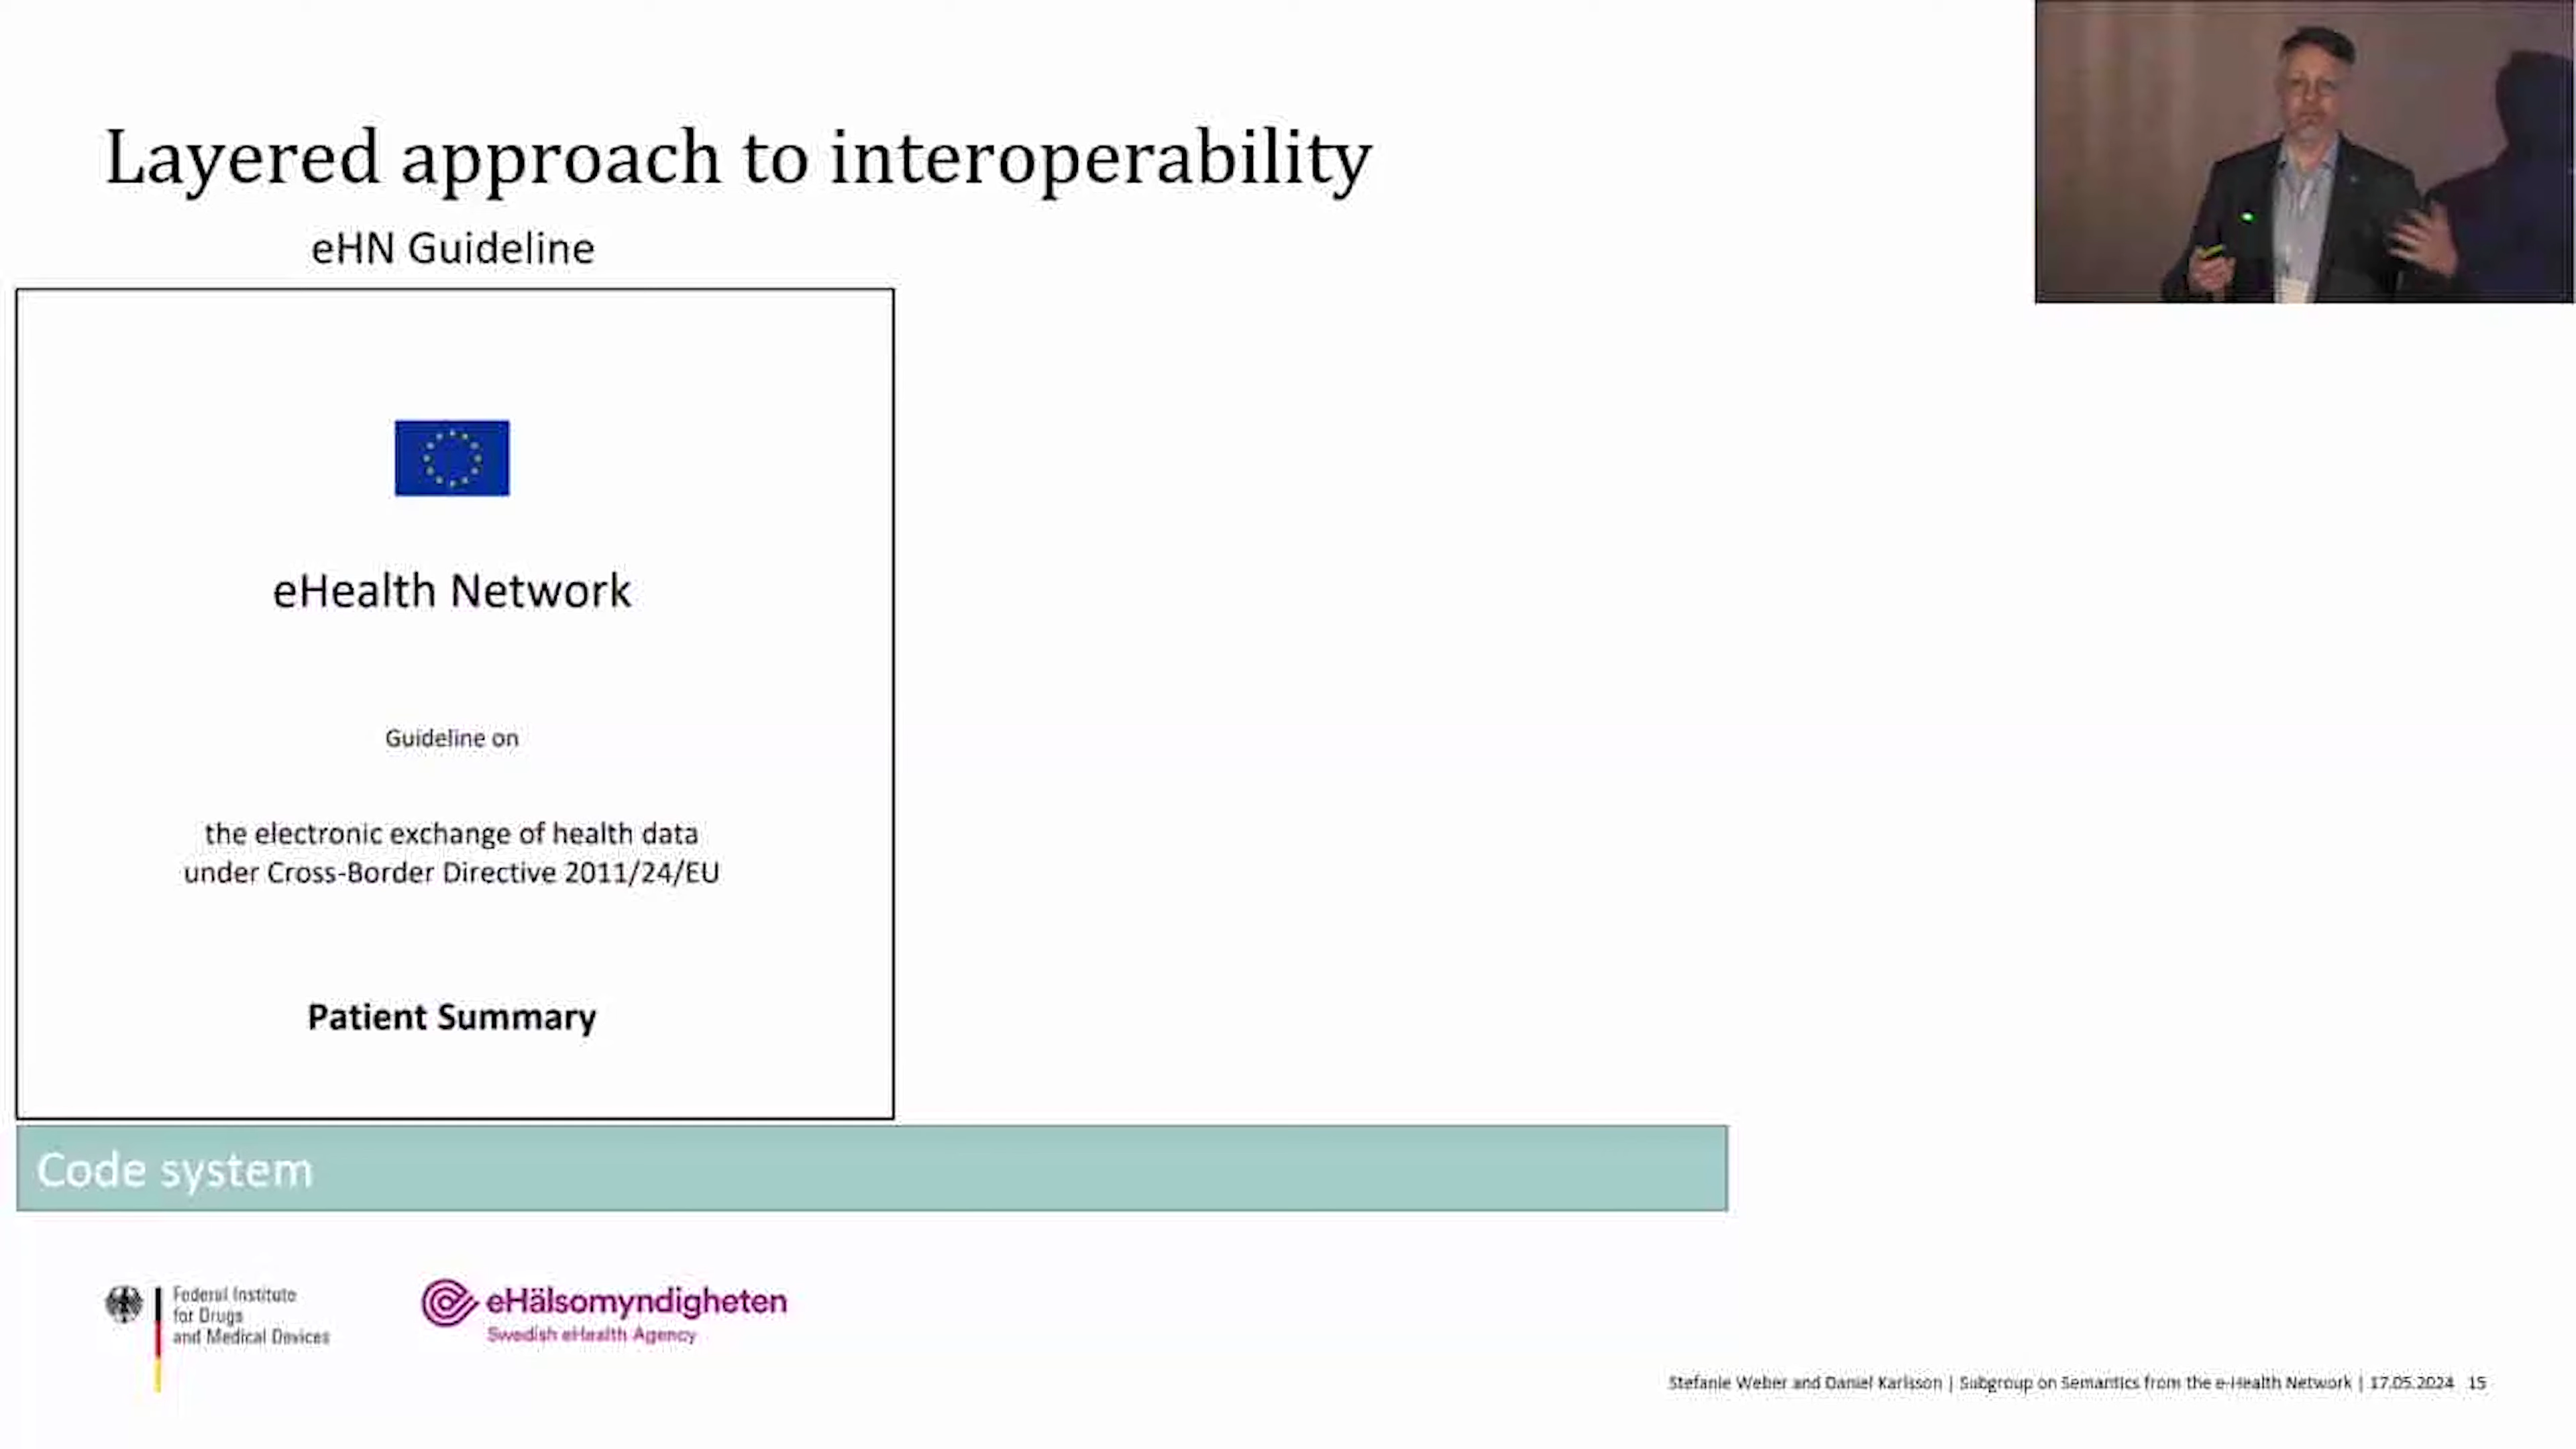 Layered approach to interoperability
eHN Guideline
eHealth Network
Guideline on
the electronic exchange of health data
under Cross-Border Directive 2011/24/EU
Patient Summary
Code system
Federal Institute
for Drugs
and Medical Devices
eHälsomyndigheten
Swedish eHealth Agency
Stefanie Weber and Daniel Karlsson | Subgroup on Semantics from the e-Health Network | 17.05.2024 15